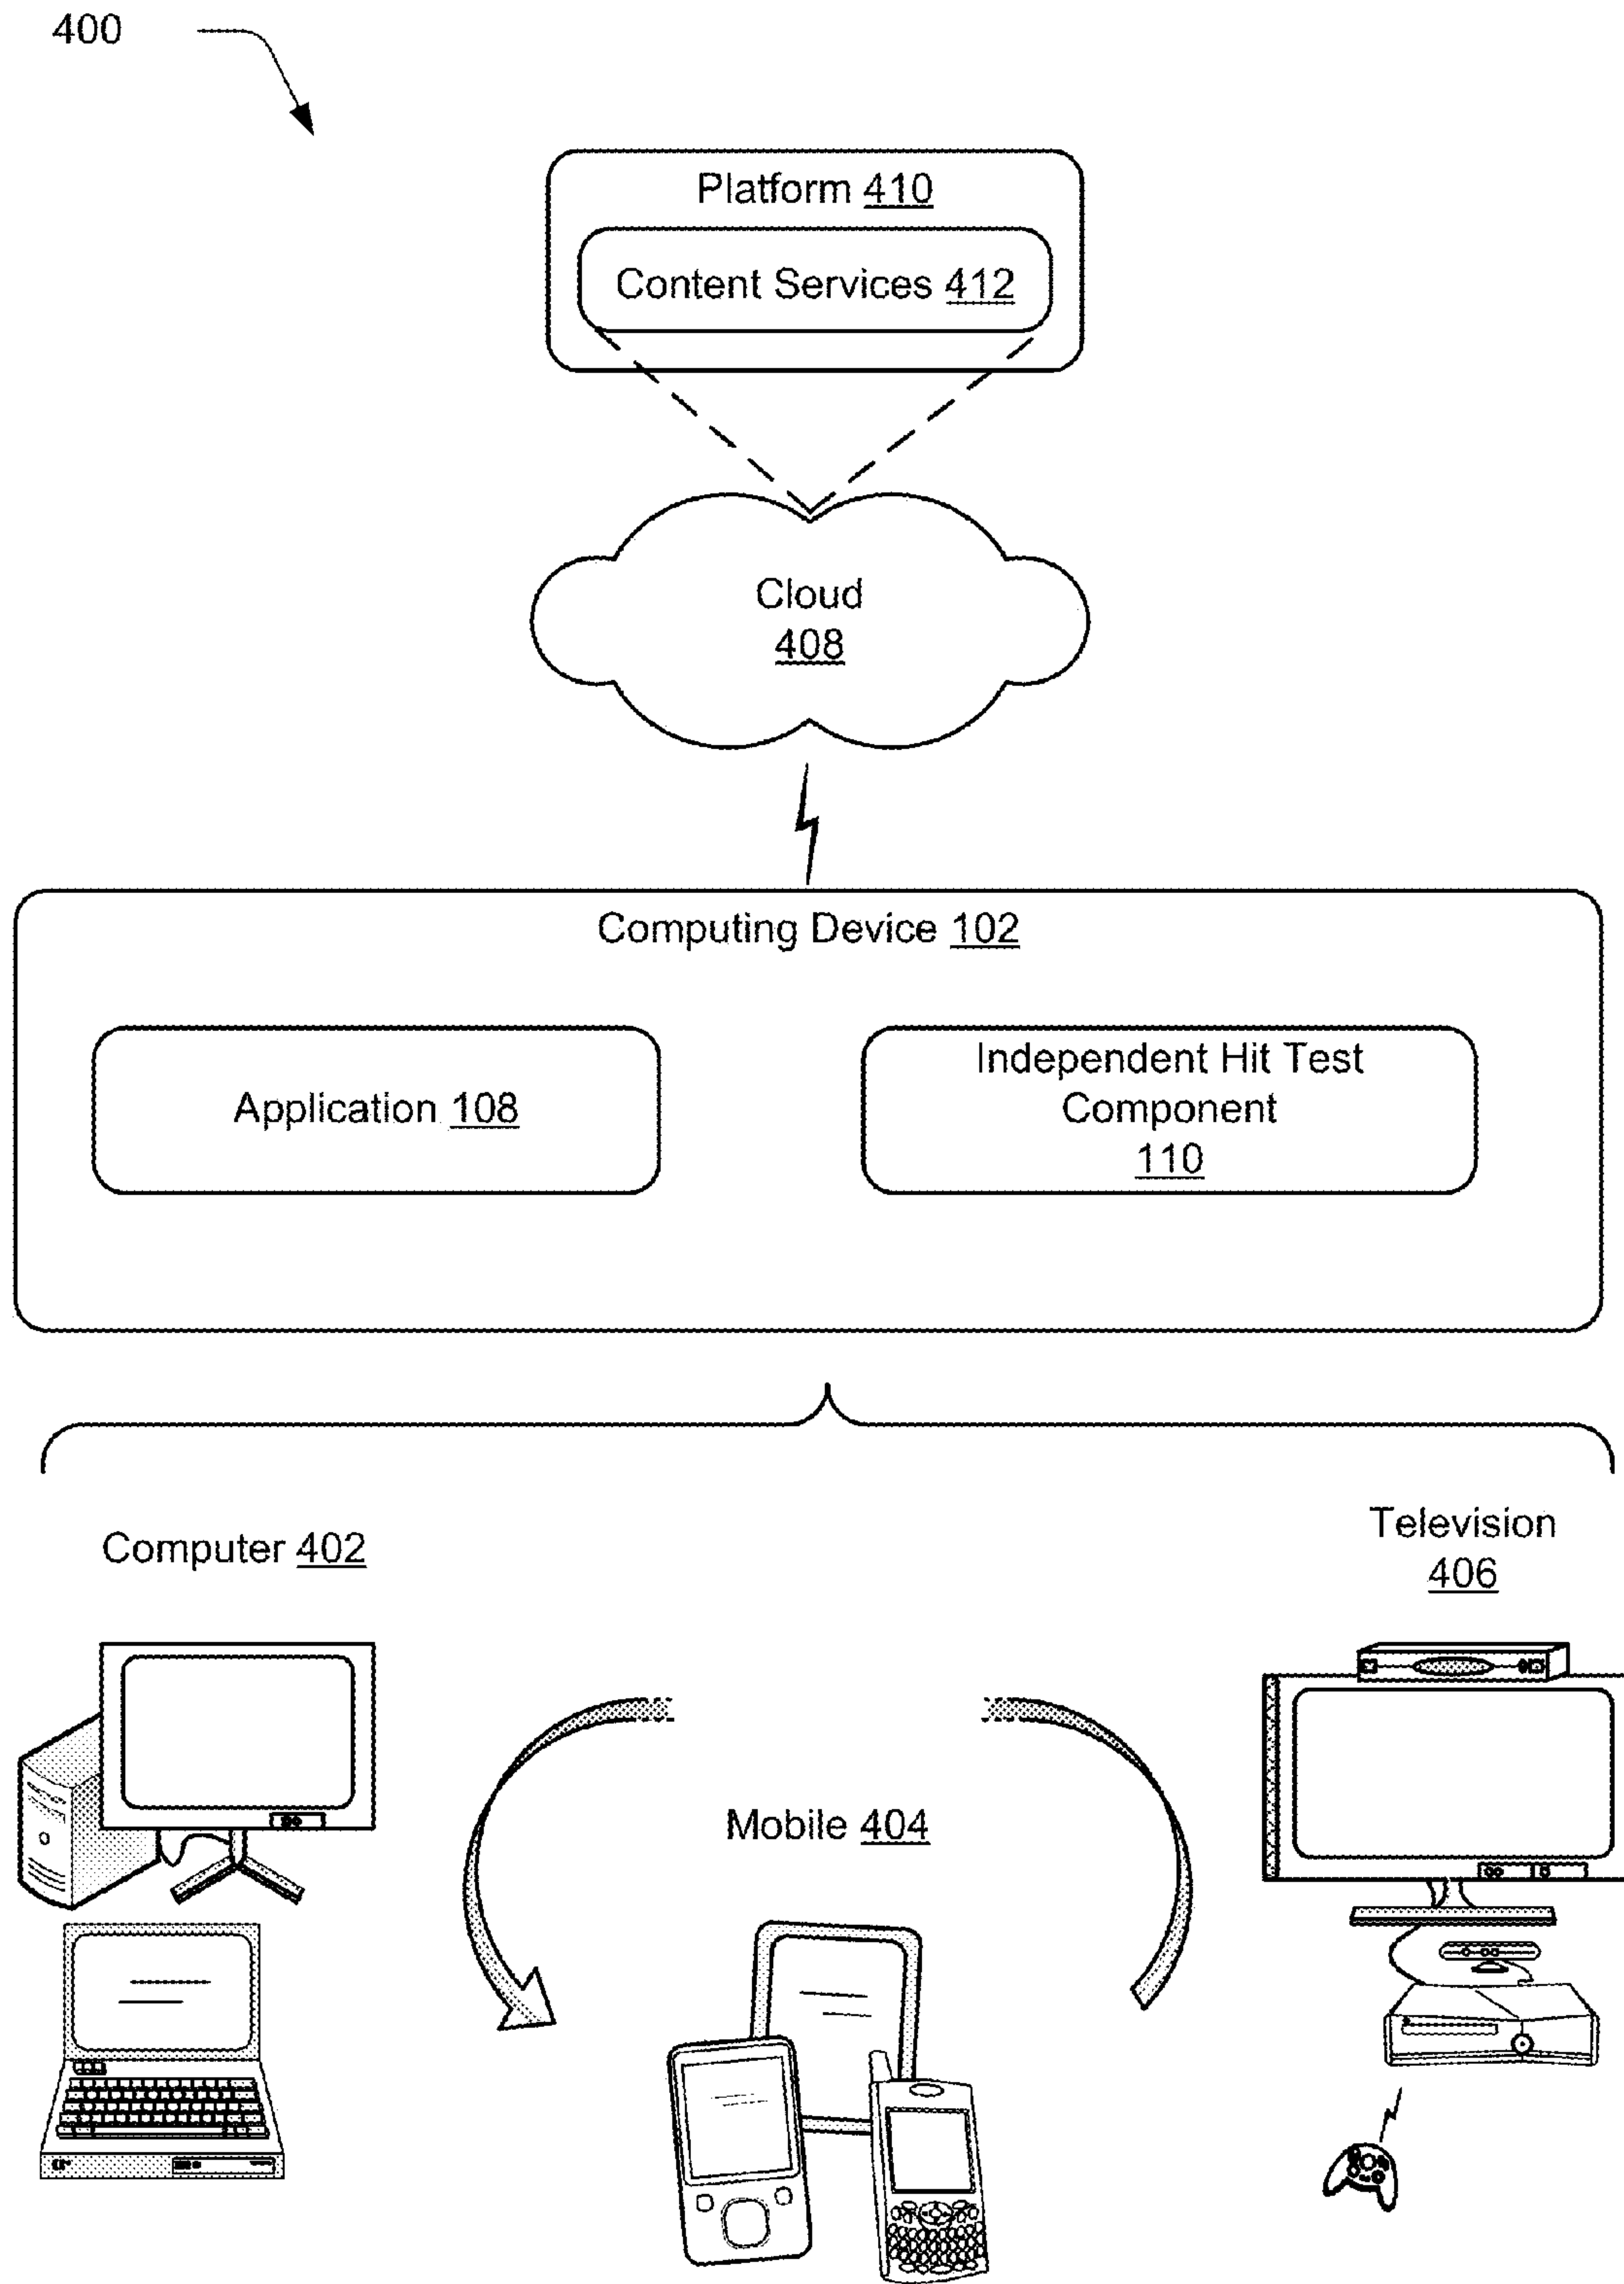 400
Platform 410
Content Services 412
Cloud
408
Computing Device 102
Application 108
Independent Hit Test
Component
110
Computer 402
Television
406
Mobile 404